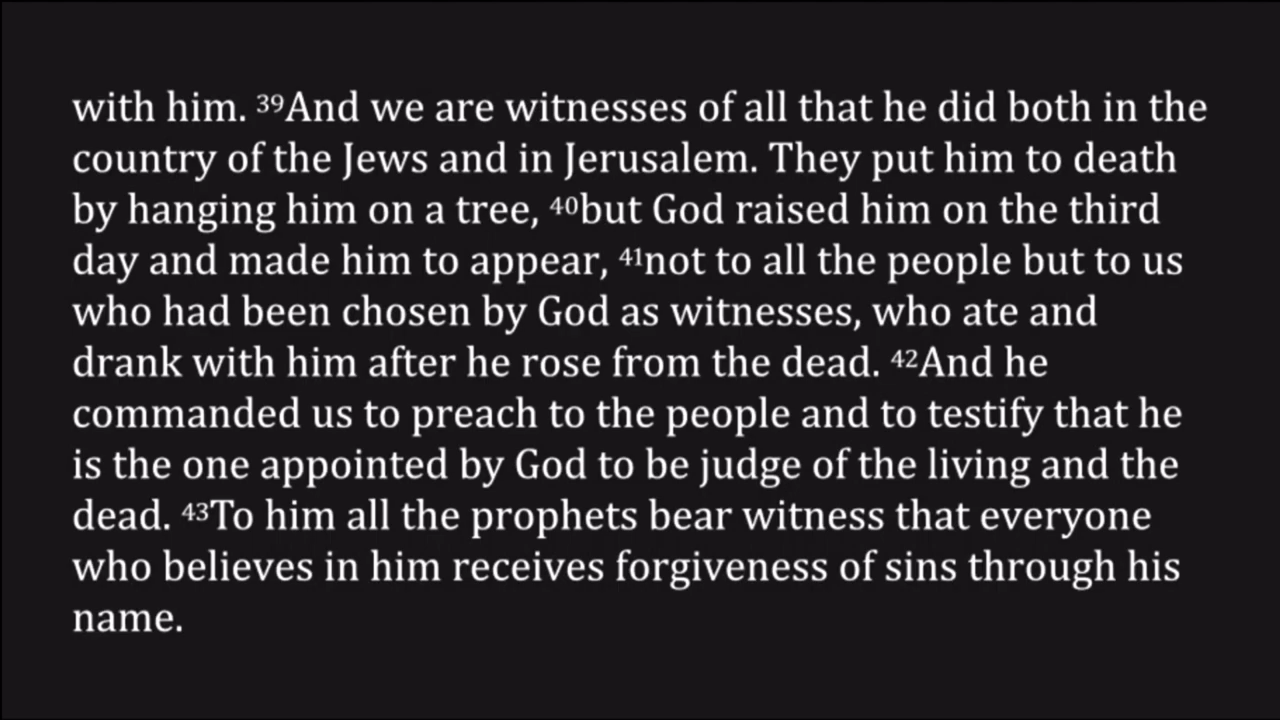 with him. ³⁹And we are witnesses of all that he did both in the
country of the Jews and in Jerusalem. They put him to death
by hanging him on a tree, ⁴⁰but God raised him on the third
day and made him to appear, ⁴¹not to all the people but to us
who had been chosen by God as witnesses, who ate and
drank with him after he rose from the dead. ⁴²And he
commanded us to preach to the people and to testify that he
is the one appointed by God to be judge of the living and the
dead. ⁴³To him all the prophets bear witness that everyone
who believes in him receives forgiveness of sins through his
name.